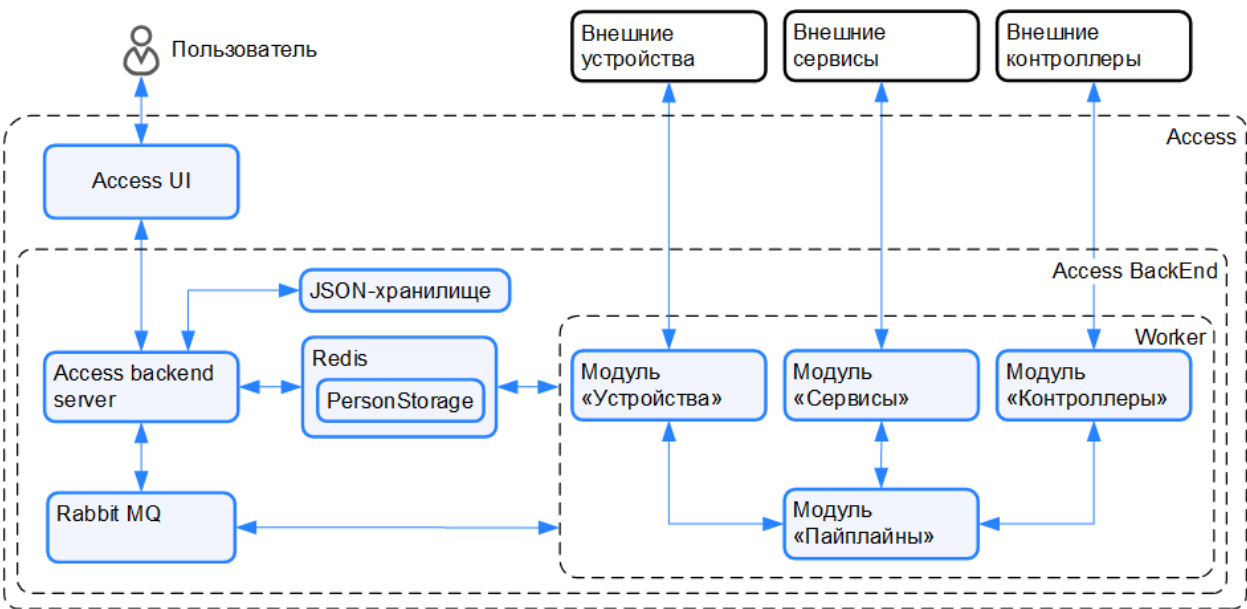 Пользователь
Внешние
устройства
Внешние
сервисы
Внешние
контроллеры
Access
Access UI
Access BackEnd
JSON-хранилище
Worker
Access backend
server
Redis
PersonStorage
Модуль
«Устройства»
Модуль
«Сервисы»
Модуль
«Контроллеры»
Rabbit MQ
Модуль
«Пайплайны»